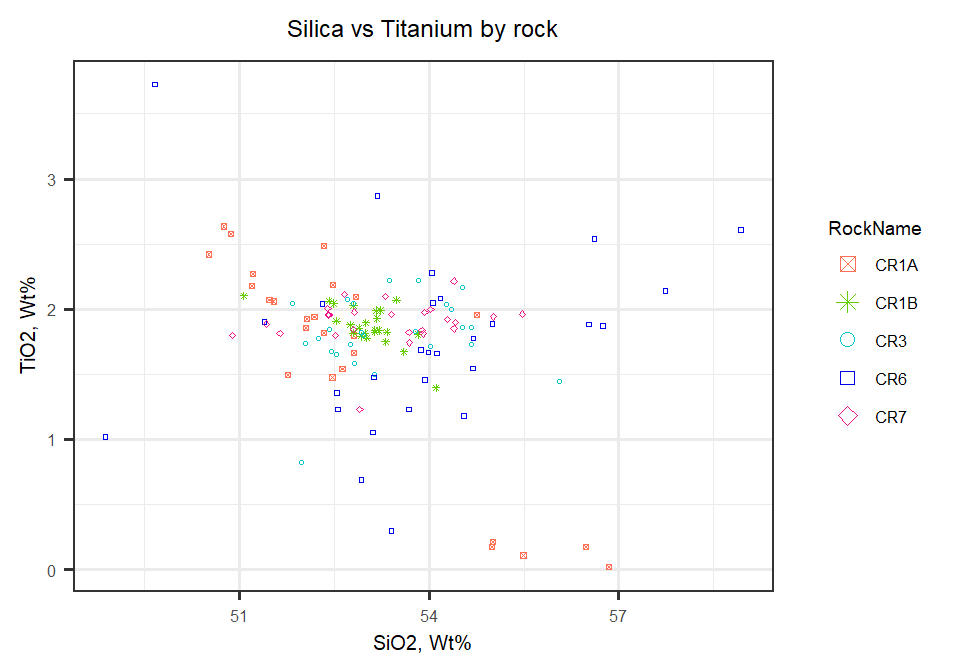 Silica vs Titanium by rock
TiO2, Wt%
3
2
1
0
51
54
57
SiO2, Wt%
RockName
CR1A
CR1B
CR3
CR6
CR7